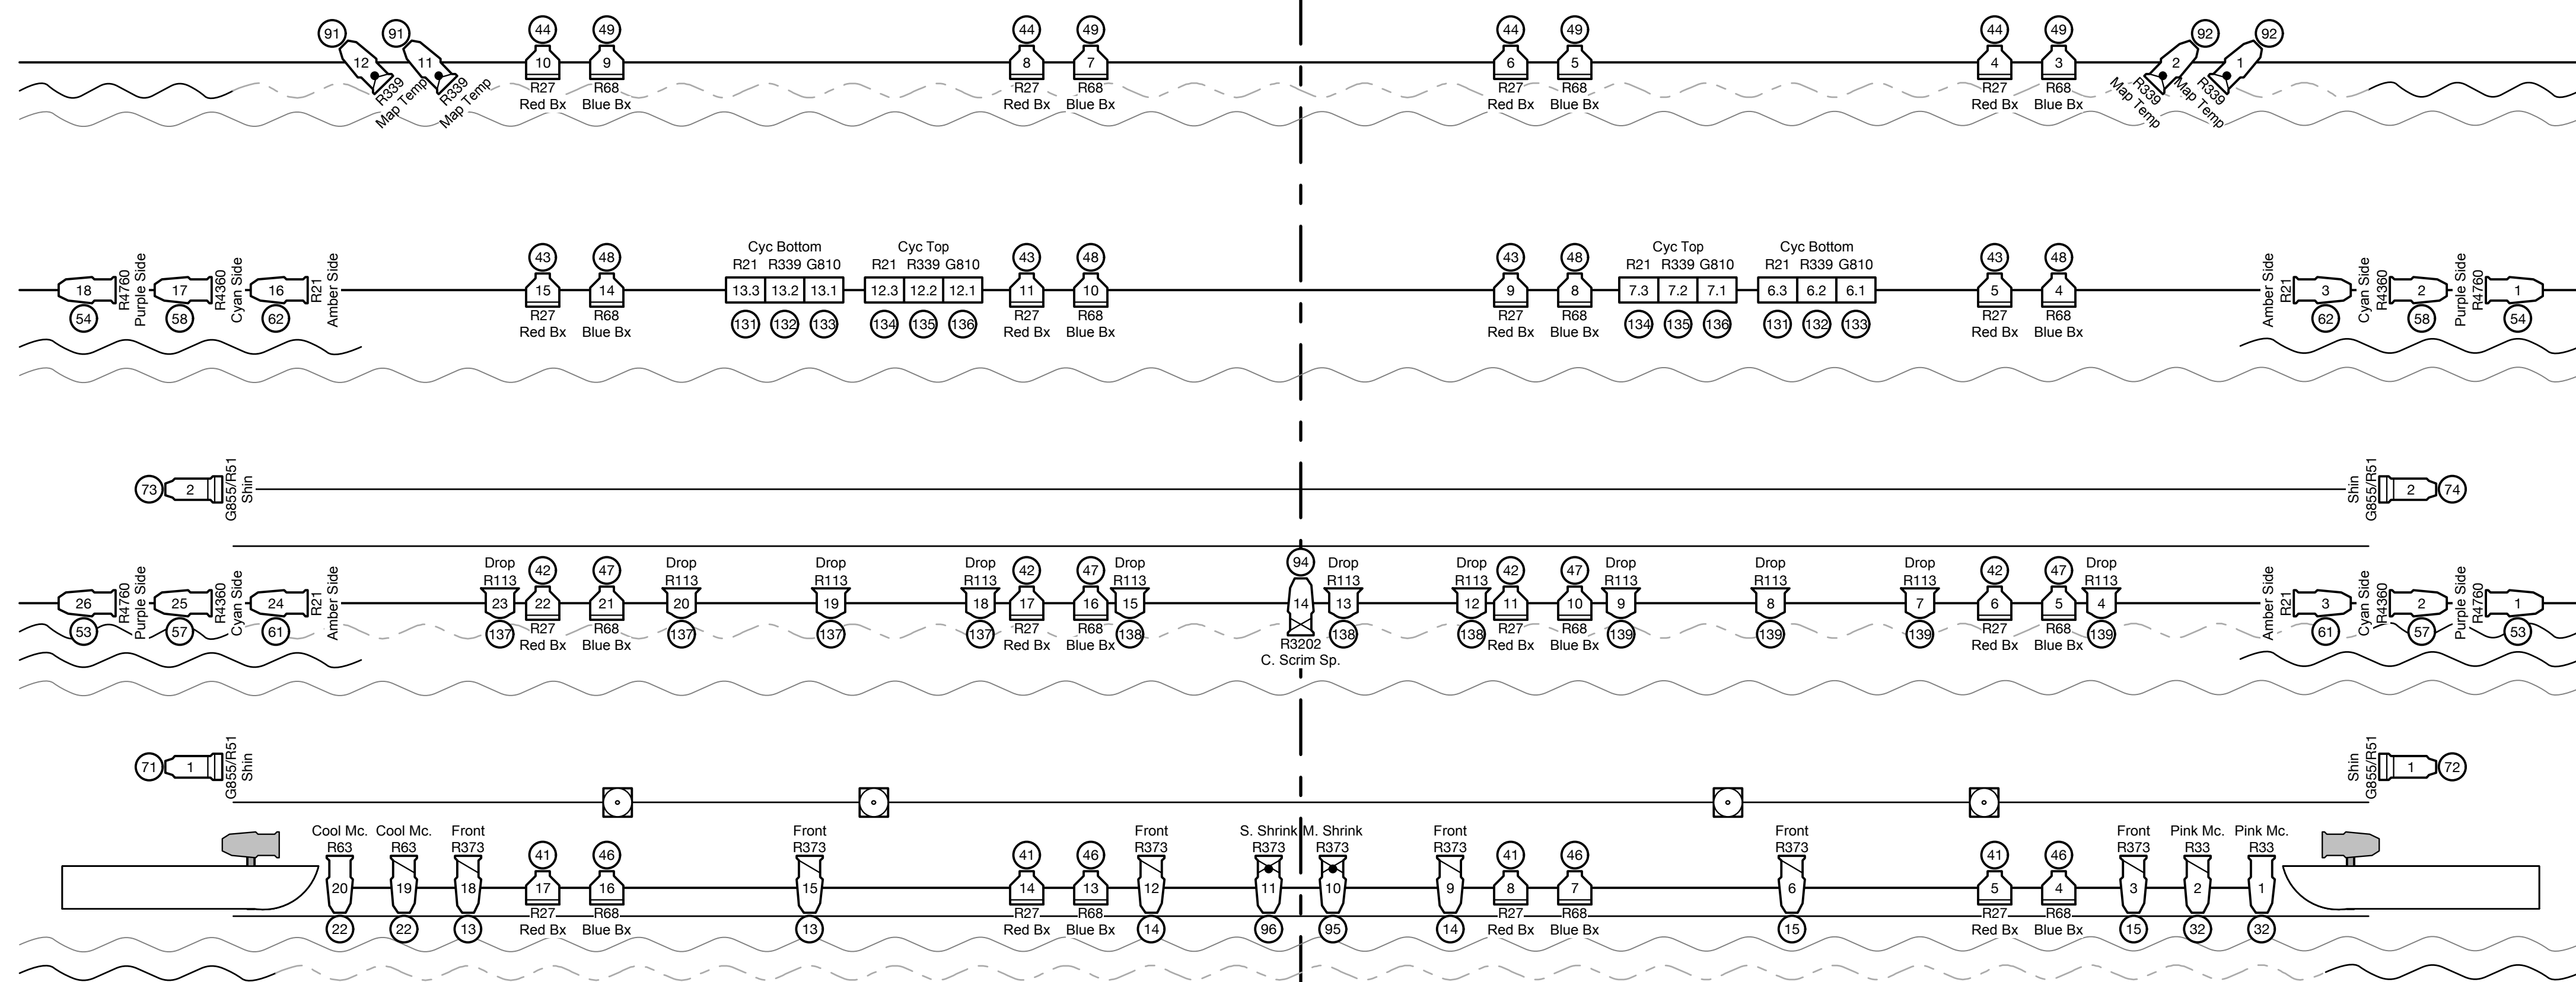 91 91 44 49 44 49 44 49 44 49 92 92
12 11 10 9 8 7 6 5 4 3 2 1
R339 R339 R27 R68 R27 R68 R27 R68 R27 R68 R339 R339
Map Temp Map Temp Red Bx Blue Bx Red Bx Blue Bx Red Bx Blue Bx Red Bx Blue Bx Map Temp Map Temp
Cyc Bottom Cyc Top Cyc Top Cyc Bottom
43 48 R21 R339 G810 R21 R339 G810 43 48 43 48 R21 R339 G810 R21 R339 G810 43 48
18 R4760 Purple Side 17 R4360 Cyan Side 16 R21 Amber Side 15 14 13.3 13.2 13.1 12.3 12.2 12.1 11 10 9 8 7.3 7.2 7.1 6.3 6.2 6.1 5 4 Amber Side R21 3 Cyan Side R4360 2 Purple Side R4760 1
54 58 62 R27 R68 131 132 133 134 135 136 R27 R68 R27 R68 134 135 136 131 132 133 R27 R68 62 58 54
Red Bx Blue Bx Red Bx Blue Bx Red Bx Blue Bx Red Bx Blue Bx
73 2 G855/R51 Shin Shin G855/R51 2 74
Drop Drop Drop Drop Drop 94 Drop Drop Drop Drop Drop Drop
R113 42 47 R113 R113 R113 42 47 R113 R113 R113 42 47 R113 R113 R113 42 47 R113
26 R4760 Purple Side 25 R4360 Cyan Side 24 R21 Amber Side 23 22 21 20 19 18 17 16 15 14 13 12 11 10 9 8 7 6 5 4 Amber Side R21 3 Cyan Side R4360 2 Purple Side R4760 1
53 57 61 137 R27 R68 137 137 137 R27 R68 138 138 138 R27 R68 139 139 139 R27 R68 139 61 57 53
Red Bx Blue Bx Red Bx Blue Bx R3202 Red Bx Blue Bx Red Bx Blue Bx
C. Scrim Sp.
71 1 G855/R51 Shin Shin G855/R51 1 72
Cool Mc. Cool Mc. Front Front Front S. Shrink M. Shrink Front Front Front Pink Mc. Pink Mc.
R63 R63 R373 41 46 R373 41 46 R373 R373 R373 R373 41 46 R373 41 46 R373 R33 R33
20 19 18 17 16 15 14 13 12 11 10 9 8 7 6 5 4 3 2 1
R27 R68 R27 R68 R27 R68 R27 R68
22 22 13 Red Bx Blue Bx 13 Red Bx Blue Bx 14 96 95 14 Red Bx Blue Bx 15 Red Bx Blue Bx 15 32 32